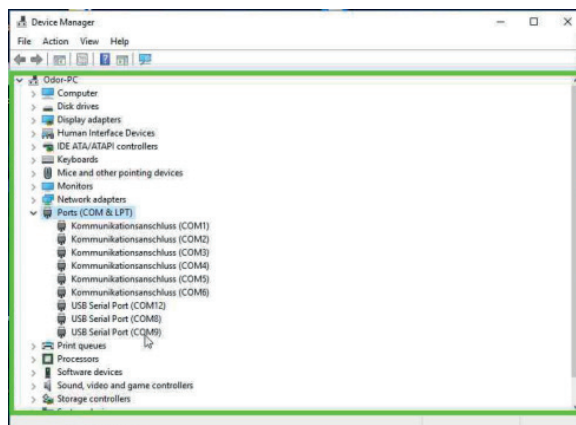 Device Manager
File Action View Help
Odor-PC
Computer
Disk drives
Display adapters
Human Interface Devices
IDE ATA/ATAPI controllers
Keyboards
Mice and other pointing devices
Monitors
Network adapters
Ports (COM & LPT)
Kommunikationsanschluss (COM1)
Kommunikationsanschluss (COM2)
Kommunikationsanschluss (COM3)
Kommunikationsanschluss (COM4)
Kommunikationsanschluss (COM5)
Kommunikationsanschluss (COM6)
USB Serial Port (COM12)
USB Serial Port (COM8)
USB Serial Port (COM9)
Print queues
Processors
Software devices
Sound, video and game controllers
Storage controllers